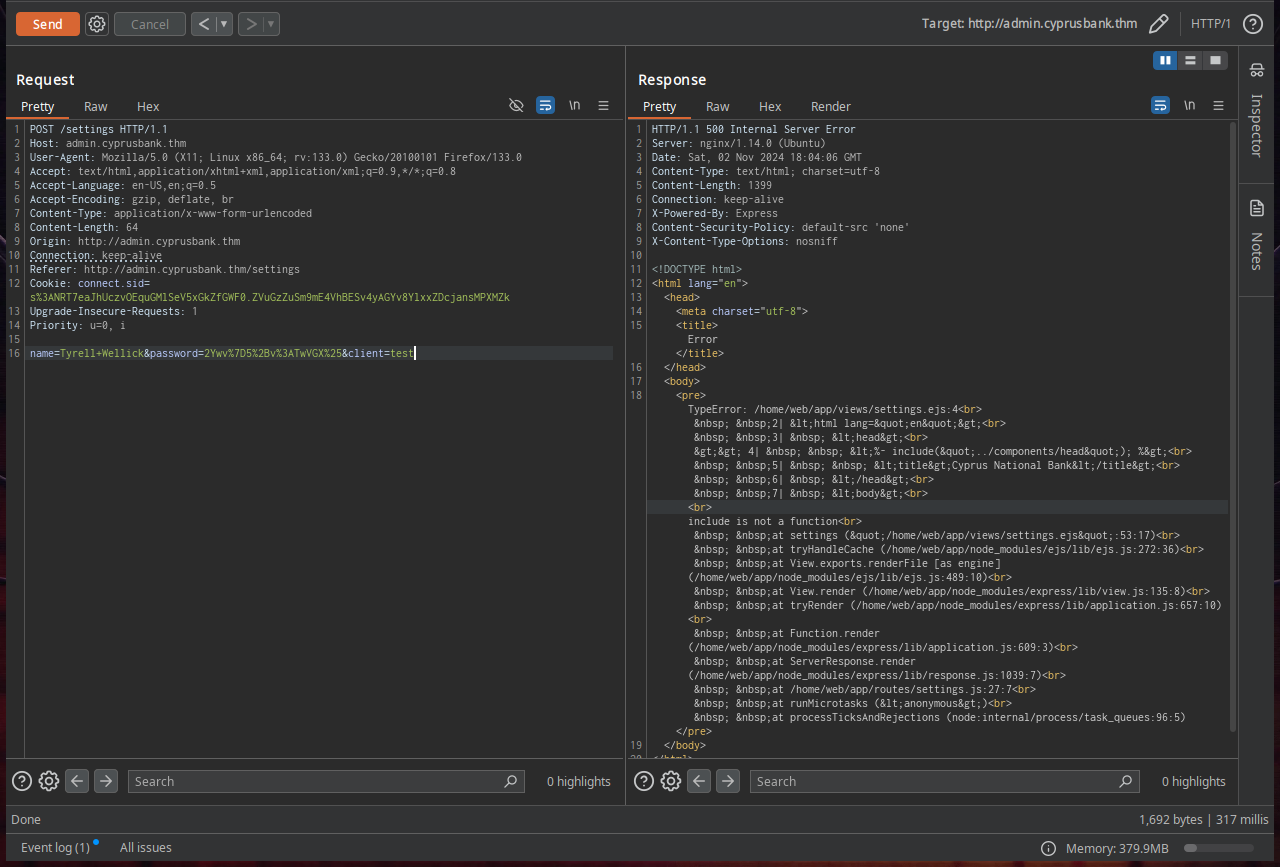 Send
Cancel
Target: http://admin.cyprusbank.thm
HTTP/1
Request
Pretty
Raw
Hex
\n
1 POST /settings HTTP/1.1
2 Host: admin.cyprusbank.thm
3 User-Agent: Mozilla/5.0 (X11; Linux x86_64; rv:133.0) Gecko/20100101 Firefox/133.0
4 Accept: text/html,application/xhtml+xml,application/xml;q=0.9,*/*;q=0.8
5 Accept-Language: en-US,en;q=0.5
6 Accept-Encoding: gzip, deflate, br
7 Content-Type: application/x-www-form-urlencoded
8 Content-Length: 64
9 Origin: http://admin.cyprusbank.thm
10 Connection: keep-alive
11 Referer: http://admin.cyprusbank.thm/settings
12 Cookie: connect.sid=
s%3ANRT7eaJhUczvOEquGMlSeV5xGkZfGWF0.ZVuGzZuSm9mE4VhBESv4yAGYv8YlxxZDcjansMPXMZk
13 Upgrade-Insecure-Requests: 1
14 Priority: u=0, i
15
16 name=Tyrell+Wellick&password=2Ywv%7D5%2Bv%3ATwVGX%25&client=test
Search
0 highlights
Response
Pretty
Raw
Hex
Render
\n
1 HTTP/1.1 500 Internal Server Error
2 Server: nginx/1.14.0 (Ubuntu)
3 Date: Sat, 02 Nov 2024 18:04:06 GMT
4 Content-Type: text/html; charset=utf-8
5 Content-Length: 1399
6 Connection: keep-alive
7 X-Powered-By: Express
8 Content-Security-Policy: default-src 'none'
9 X-Content-Type-Options: nosniff
10
11 <!DOCTYPE html>
12 <html lang="en">
13 <head>
14 <meta charset="utf-8">
15 <title>
Error
</title>
16 </head>
17 <body>
18 <pre>
TypeError: /home/web/app/views/settings.ejs:4<br>
&nbsp; &nbsp;2| &lt;html lang=&quot;en&quot;&gt;<br>
&nbsp; &nbsp;3| &nbsp; &lt;head&gt;<br>
&gt;&gt; 4| &nbsp; &nbsp; &lt;%- include(&quot;../components/head&quot;); %&gt;<br>
&nbsp; &nbsp;5| &nbsp; &nbsp; &lt;title&gt;Cyprus National Bank&lt;/title&gt;<br>
&nbsp; &nbsp;6| &nbsp; &lt;/head&gt;<br>
&nbsp; &nbsp;7| &nbsp; &lt;body&gt;<br>
<br>
include is not a function<br>
&nbsp; &nbsp;at settings (&quot;/home/web/app/views/settings.ejs&quot;:53:17)<br>
&nbsp; &nbsp;at tryHandleCache (/home/web/app/node_modules/ejs/lib/ejs.js:272:36)<br>
&nbsp; &nbsp;at View.exports.renderFile [as engine]
(/home/web/app/node_modules/ejs/lib/ejs.js:489:10)<br>
&nbsp; &nbsp;at View.render (/home/web/app/node_modules/express/lib/view.js:135:8)<br>
&nbsp; &nbsp;at tryRender (/home/web/app/node_modules/express/lib/application.js:657:10)
<br>
&nbsp; &nbsp;at Function.render
(/home/web/app/node_modules/express/lib/application.js:609:3)<br>
&nbsp; &nbsp;at ServerResponse.render
(/home/web/app/node_modules/express/lib/response.js:1039:7)<br>
&nbsp; &nbsp;at /home/web/app/routes/settings.js:27:7<br>
&nbsp; &nbsp;at runMicrotasks (&lt;anonymous&gt;)<br>
&nbsp; &nbsp;at processTicksAndRejections (node:internal/process/task_queues:96:5)
</pre>
19 </body>
Search
0 highlights
Inspector
Notes
Done
1,692 bytes | 317 millis
Event log (1)
All issues
Memory: 379.9MB